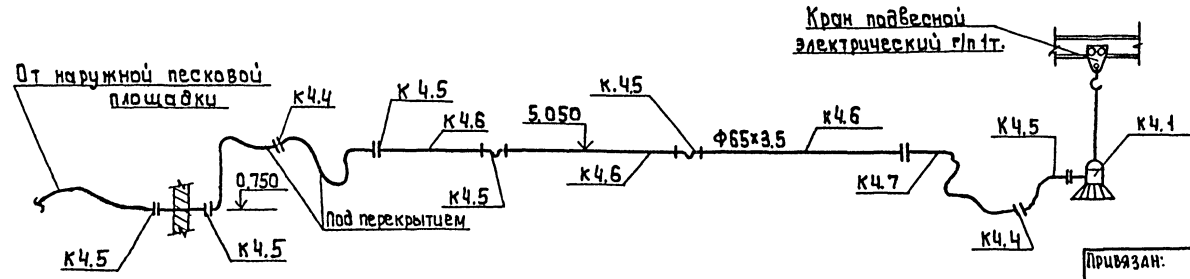 Кран подвесной
электрический г/п 1т.
От наружной песковой
площадки
К4.4
К 4.5
К4.6
5.050
К.4.5
Ф65×3.5
К4.6
К4.5
К4.1
0.750
Под перекрытием
К4.5
К4.6
К4.7
К4.4
К4.5
К4.5
Привязан: